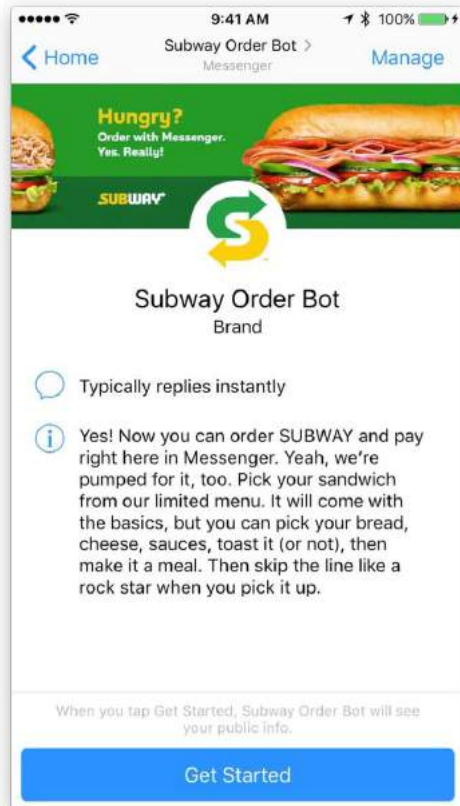 9:41 AM
100%
Home
Subway Order Bot >
Messenger
Manage
Hungry?
Order with Messenger.
Yes. Really!
SUBWAY
Subway Order Bot
Brand
Typically replies instantly
Yes! Now you can order SUBWAY and pay
right here in Messenger. Yeah, we're
pumped for it, too. Pick your sandwich
from our limited menu. It will come with
the basics, but you can pick your bread,
cheese, sauces, toast it (or not), then
make it a meal. Then skip the line like a
rock star when you pick it up.
When you tap Get Started, Subway Order Bot will see
your public info.
Get Started